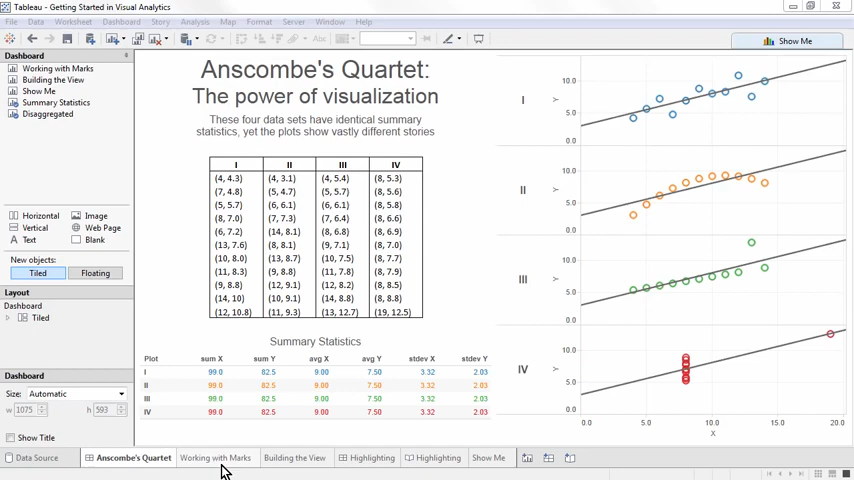 Tableau - Getting Started in Visual Analytics
File Data Worksheet Dashboard Story Analysis Map Format Server Window Help
Abc
Show Me
Dashboard
Working with Marks
Building the View
Show Me
Summary Statistics
Disaggregated
Horizontal Image
Vertical Web Page
Text Blank
New objects:
Tiled Floating
Layout
Dashboard
Tiled
Dashboard
Size: Automatic
w 1075 h 593
Show Title
Anscombe's Quartet:
The power of visualization
These four data sets have identical summary
statistics, yet the plots show vastly different stories
I II III IV
(4, 4.3) (4, 3.1) (4, 5.4) (8, 5.3)
(7, 4.8) (5, 4.7) (5, 5.7) (8, 5.6)
(5, 5.7) (6, 6.1) (6, 6.1) (8, 5.8)
(8, 7.0) (7, 7.3) (7, 6.4) (8, 6.6)
(6, 7.2) (14, 8.1) (8, 6.8) (8, 6.9)
(13, 7.6) (8, 8.1) (9, 7.1) (8, 7.0)
(10, 8.0) (13, 8.7) (10, 7.5) (8, 7.7)
(11, 8.3) (9, 8.8) (11, 7.8) (8, 7.9)
(9, 8.8) (12, 9.1) (12, 8.2) (8, 8.5)
(14, 10) (10, 9.1) (14, 8.8) (8, 8.8)
(12, 10.8) (11, 9.3) (13, 12.7) (19, 12.5)
Summary Statistics
Plot sum X sum Y avg X avg Y stdev X stdev Y
I 99.0 82.5 9.00 7.50 3.32 2.03
II 99.0 82.5 9.00 7.50 3.32 2.03
III 99.0 82.5 9.00 7.50 3.32 2.03
IV 99.0 82.5 9.00 7.50 3.32 2.03
I Y 10.0
5.0
0.0
II Y 10.0
5.0
0.0
III Y 10.0
5.0
0.0
IV Y 10.0
5.0
0.0
0.0 5.0 10.0 15.0 20.0
X
Data Source Anscombe's Quartet Working with Marks Building the View Highlighting Highlighting Show Me